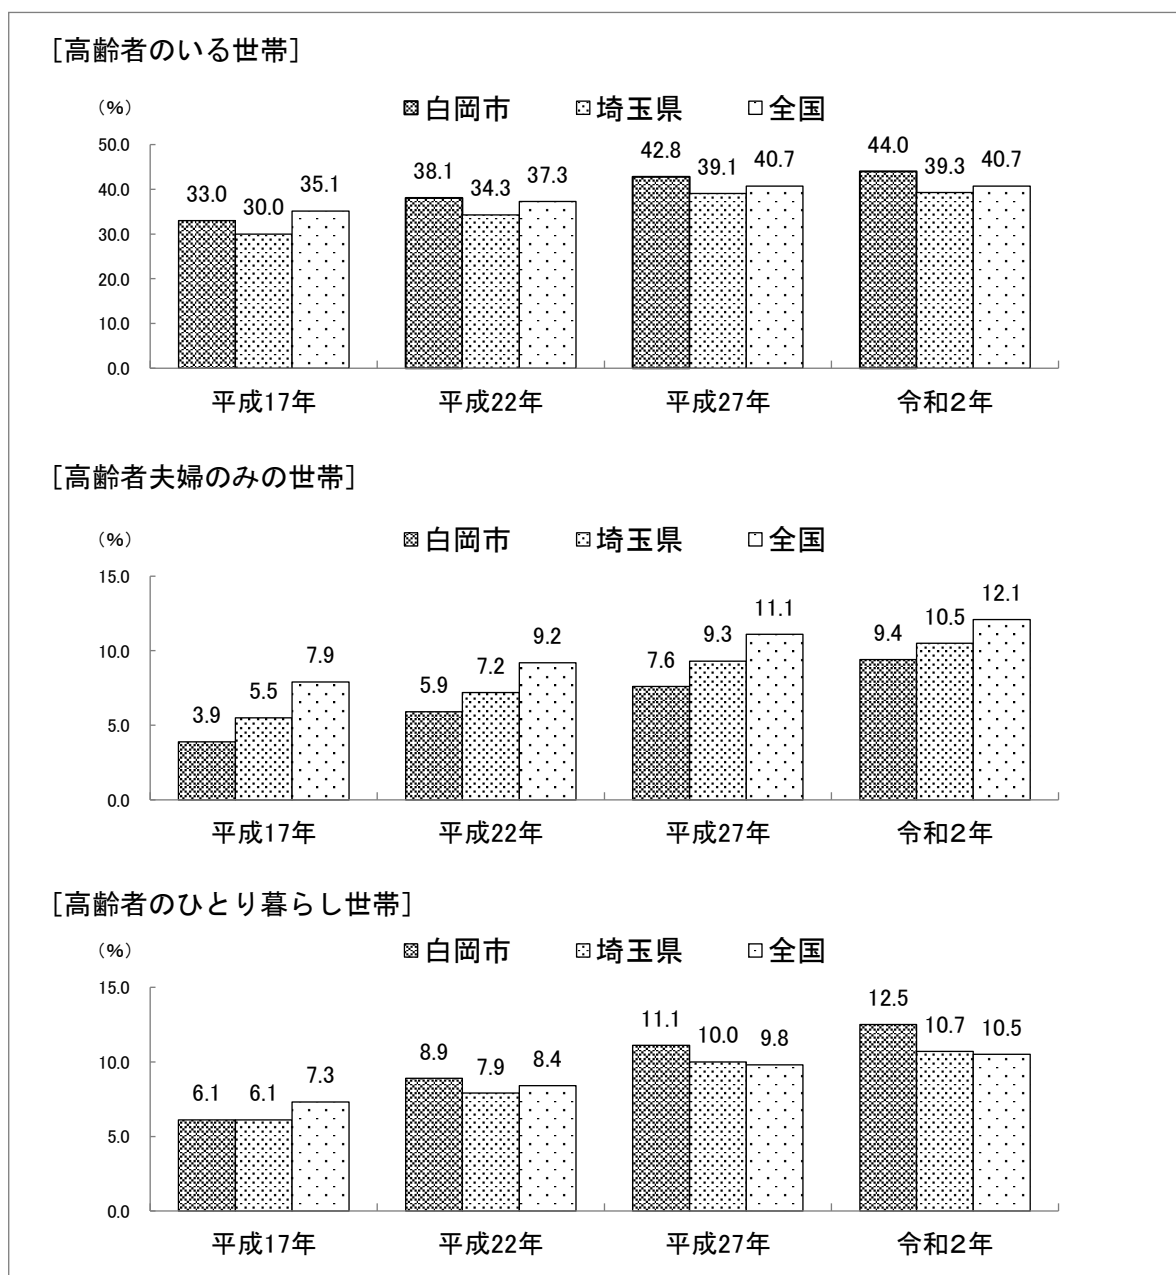 ［高齢者のいる世帯］
（%）
白岡市 埼玉県 全国
50.0
40.0
30.0
20.0
10.0
0.0
33.0 30.0 35.1 38.1 34.3 37.3 42.8 39.1 40.7 44.0 39.3 40.7
平成17年 平成22年 平成27年 令和２年
［高齢者夫婦のみの世帯］
（%）
白岡市 埼玉県 全国
15.0
10.0
5.0
0.0
3.9 5.5 7.9 5.9 7.2 9.2 7.6 9.3 11.1 9.4 10.5 12.1
平成17年 平成22年 平成27年 令和２年
［高齢者のひとり暮らし世帯］
（%）
白岡市 埼玉県 全国
15.0
10.0
5.0
0.0
6.1 6.1 7.3 8.9 7.9 8.4 11.1 10.0 9.8 12.5 10.7 10.5
平成17年 平成22年 平成27年 令和２年